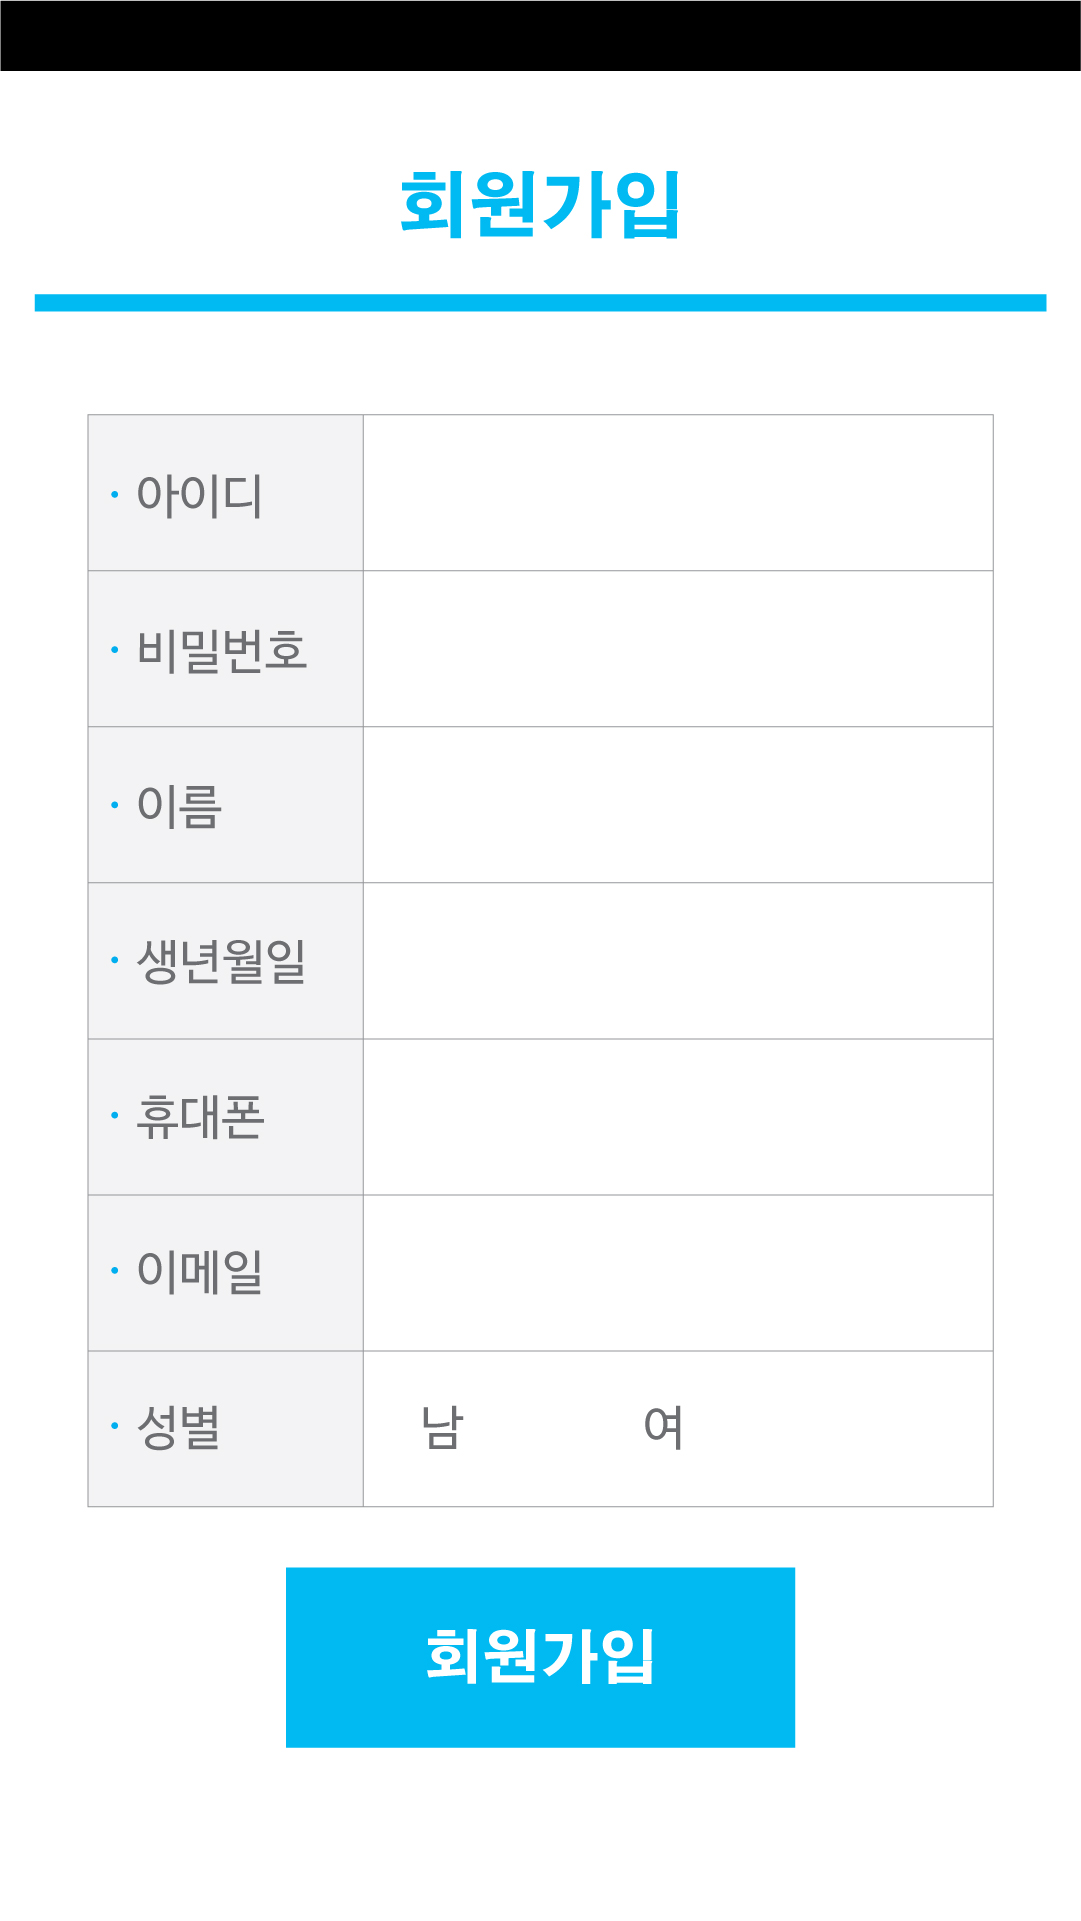 회원가입
· 아이디
· 비밀번호
· 이름
· 생년월일
· 휴대폰
· 이메일
· 성별 남 여
회원가입